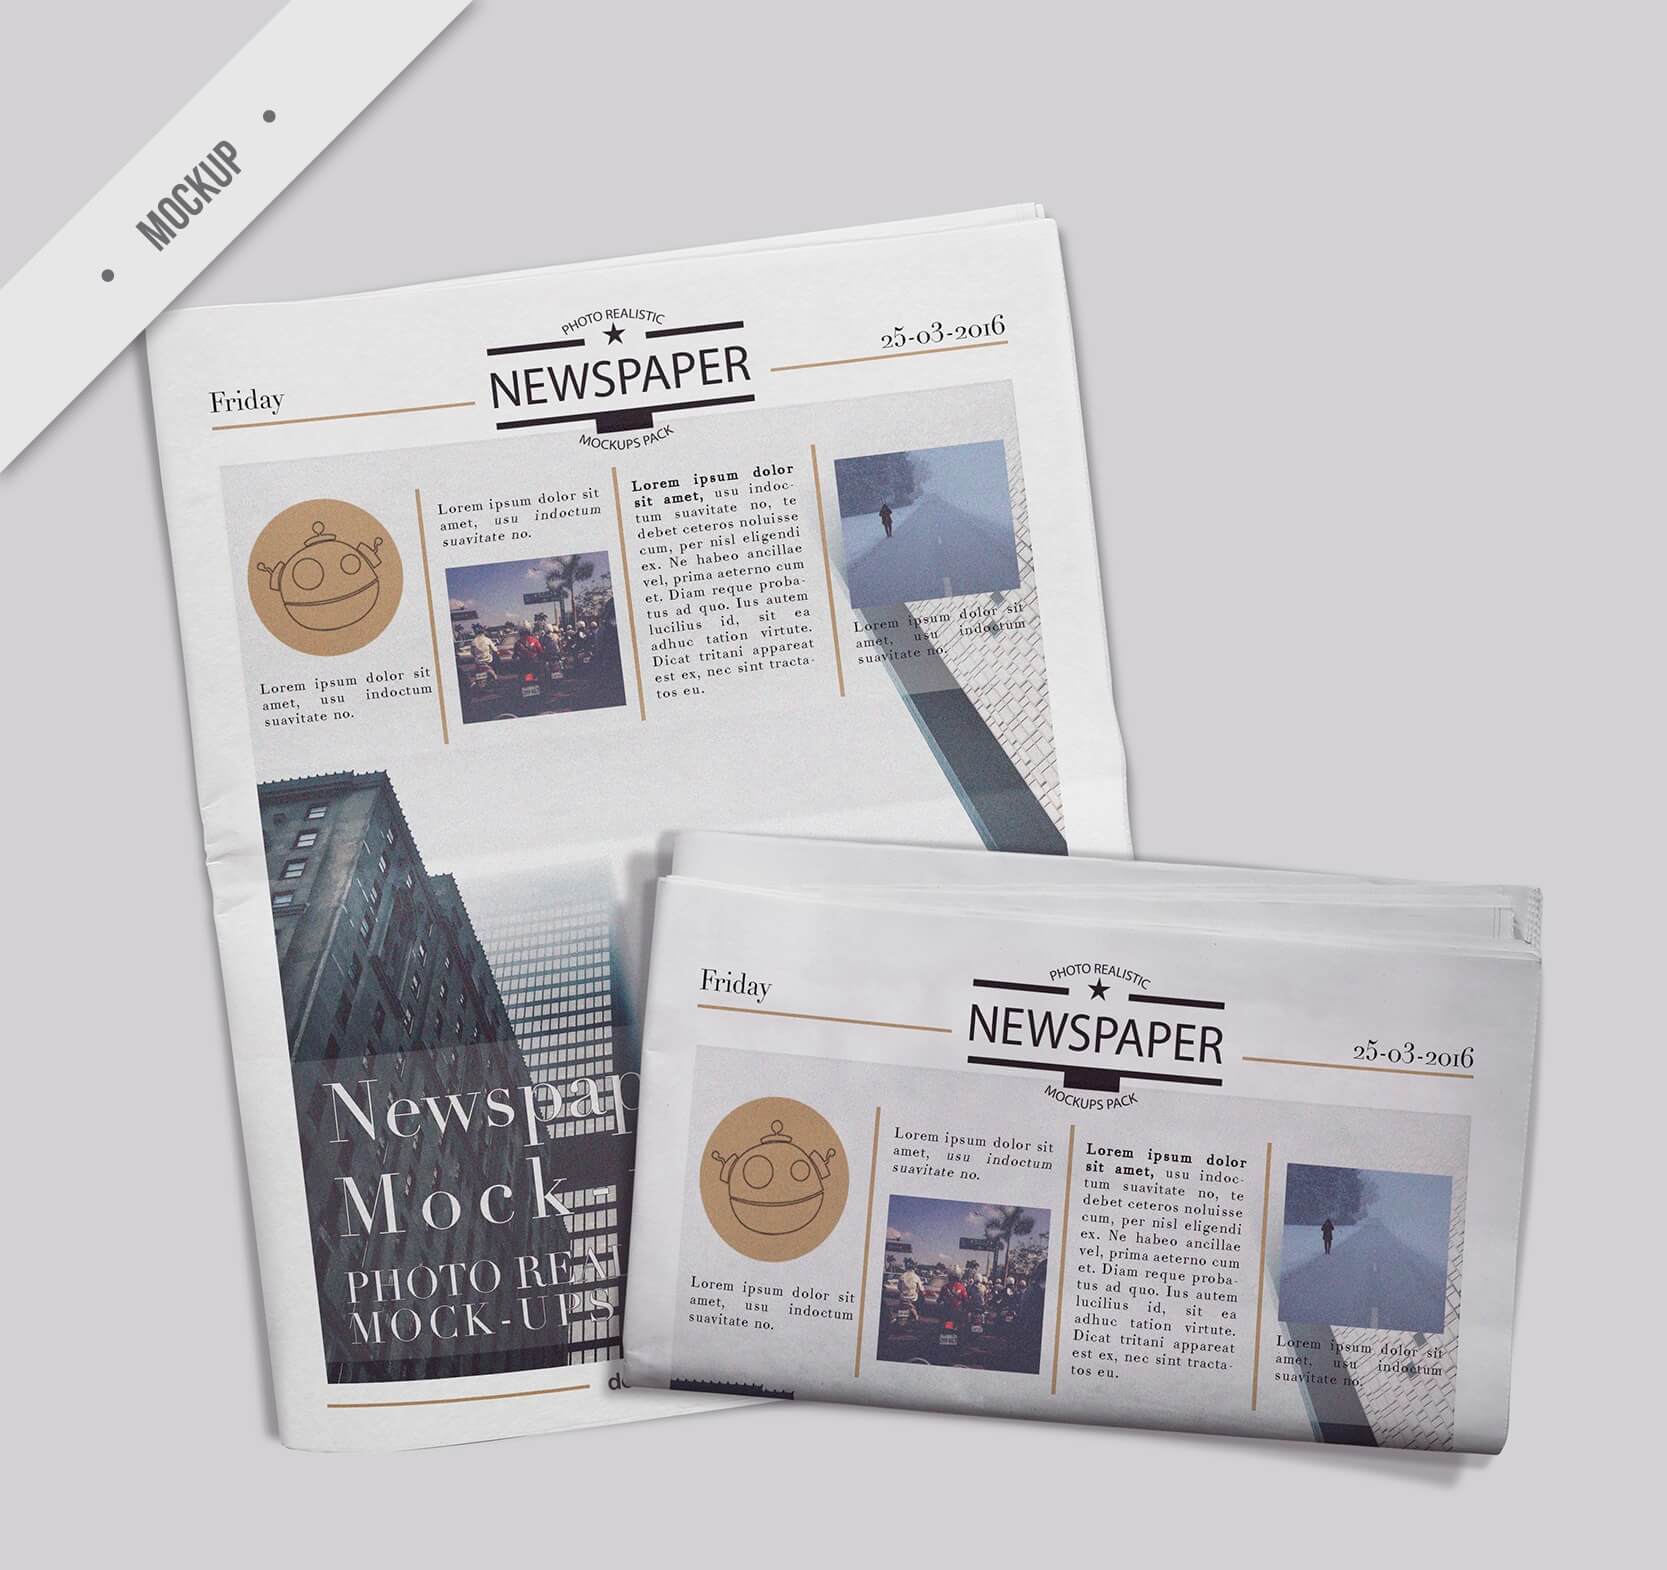 MOCKUP
PHOTO REALISTIC
NEWSPAPER
MOCKUPS PACK
Friday
25-03-2016
Lorem ipsum dolor sit
amet, usu indoctum
suavitate no.
Lorem ipsum dolor sit
amet, usu indoctum
suavitate no.
Lorem ipsum dolor
sit amet, usu indoc-
tum suavitate no, te
debet ceteros noluisse
cum, per nisl eligendi
ex. Ne habeo ancillae
vel, prima aeterno cum
et. Diam reque proba-
tus ad quo. Ius autem
lucilius id, sit ea
adhuc tation virtute.
Dicat tritani appareat
est ex, nec sint tracta-
tos eu.
Lorem ipsum dolor sit
amet, usu indoctum
suavitate no.
Newspap
Mock-
PHOTO REA
MOCK-UPS
PHOTO REALISTIC
NEWSPAPER
MOCKUPS PACK
Friday
25-03-2016
Lorem ipsum dolor sit
amet, usu indoctum
suavitate no.
Lorem ipsum dolor sit
amet, usu indoctum
suavitate no.
Lorem ipsum dolor
sit amet, usu indoc-
tum suavitate no, te
debet ceteros noluisse
cum, per nisl eligendi
ex. Ne habeo ancillae
vel, prima aeterno cum
et. Diam reque proba-
tus ad quo. Ius autem
lucilius id, sit ea
adhuc tation virtute.
Dicat tritani appareat
est ex, nec sint tracta-
tos eu.
Lorem ipsum dolor sit
amet, usu indoctum
suavitate no.